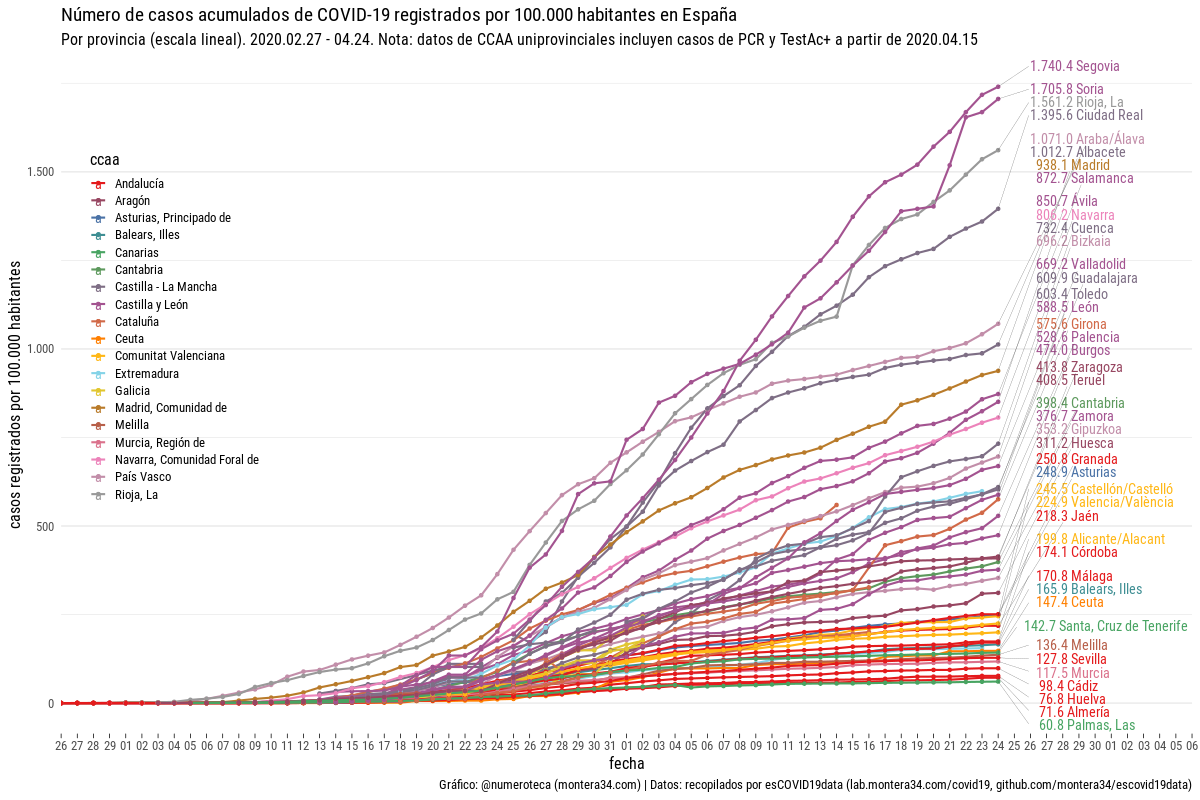 Número de casos acumulados de COVID-19 registrados por 100.000 habitantes en España
Por provincia (escala lineal). 2020.02.27 - 04.24. Nota: datos de CCAA uniprovinciales incluyen casos de PCR y TestAc+ a partir de 2020.04.15
casos registrados por 100.000 habitantes
1.500
1.000
500
0
ccaa
Andalucía
Aragón
Asturias, Principado de
Balears, Illes
Canarias
Cantabria
Castilla - La Mancha
Castilla y León
Cataluña
Ceuta
Comunitat Valenciana
Extremadura
Galicia
Madrid, Comunidad de
Melilla
Murcia, Región de
Navarra, Comunidad Foral de
País Vasco
Rioja, La
1.740.4 Segovia
1.705.8 Soria
1.561.2 Rioja, La
1.395.6 Ciudad Real
1.071.0 Araba/Álava
1.012.7 Albacete
938.1 Madrid
872.7 Salamanca
850.7 Ávila
806.2 Navarra
732.4 Cuenca
696.2 Bizkaia
669.2 Valladolid
609.9 Guadalajara
603.4 Toledo
588.5 León
575.6 Girona
528.6 Palencia
474.0 Burgos
413.8 Zaragoza
408.5 Teruel
398.4 Cantabria
376.7 Zamora
353.2 Gipuzkoa
311.2 Huesca
250.8 Granada
248.9 Asturias
245.5 Castellón/Castelló
224.9 Valencia/València
218.3 Jaén
199.8 Alicante/Alacant
174.1 Córdoba
170.8 Málaga
165.9 Balears, Illes
147.4 Ceuta
142.7 Santa, Cruz de Tenerife
136.4 Melilla
127.8 Sevilla
117.5 Murcia
98.4 Cádiz
76.8 Huelva
71.6 Almería
60.8 Palmas, Las
26 27 28 29 01 02 03 04 05 06 07 08 09 10 11 12 13 14 15 16 17 18 19 20 21 22 23 24 25 26 27 28 29 30 31 01 02 03 04 05 06 07 08 09 10 11 12 13 14 15 16 17 18 19 20 21 22 23 24 25 26 27 28 29 30 01 02 03 04 05 06
fecha
Gráfico: @numeroteca (montera34.com) | Datos: recopilados por esCOVID19data (lab.montera34.com/covid19, github.com/montera34/escovid19data)